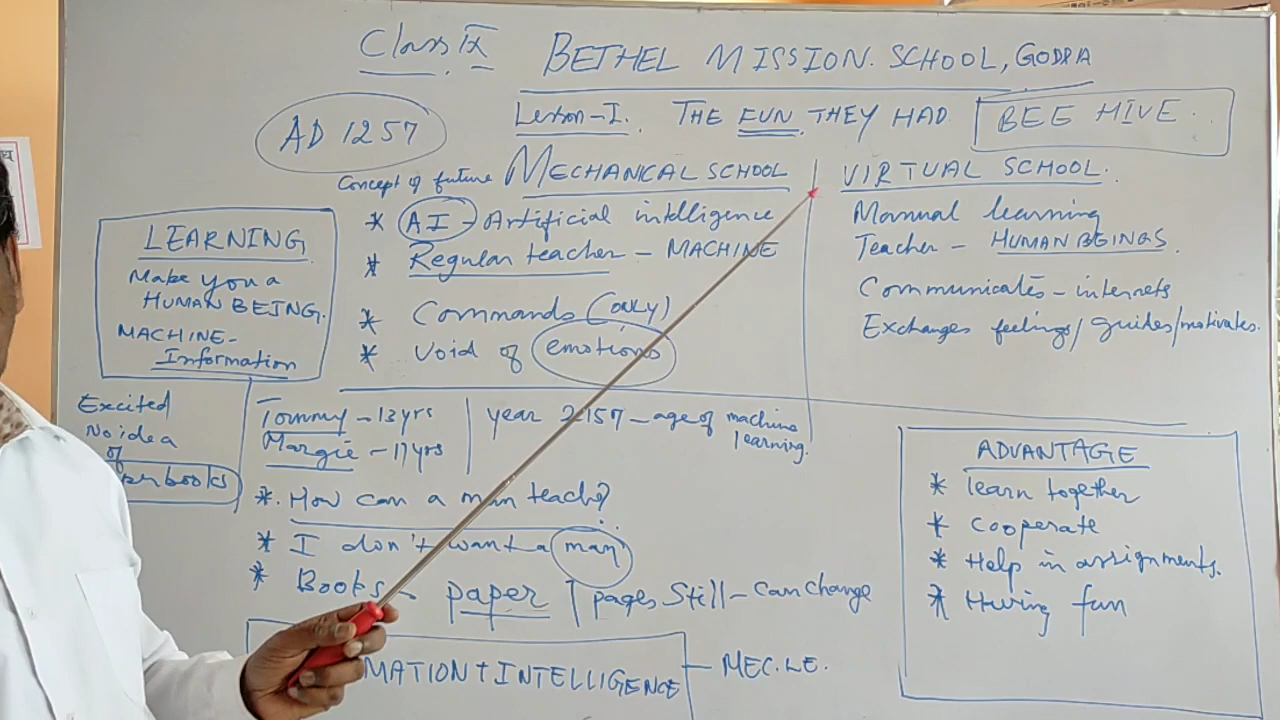 Class IX BETHEL MISSION. SCHOOL, GODDA
Lesson-I. THE FUN THEY HAD BEE HIVE.
AD 1257
Concept of future MECHANICAL SCHOOL
* AI - Artificial intelligence
* Regular teacher - MACHINE
* Commands (only)
* Void of emotions
VIRTUAL SCHOOL.
Manual learning
Teacher - HUMAN BEINGS.
Communicates - internets
Exchanges feelings/guides/motivates.
LEARNING
Make you a
HUMAN BEING.
MACHINE-
Information
Excited
No idea
of
books
Tommy - 13yrs
Margie - 11yrs
year 2157 - age of machine
learning.
*. How can a man teach?
* I don't want a man
* Books - paper | pages Still - Can change
MATION + INTELLIGENCE - MEC. LE.
ADVANTAGE
* learn together
* cooperate
* Help in assignments.
* Having fun